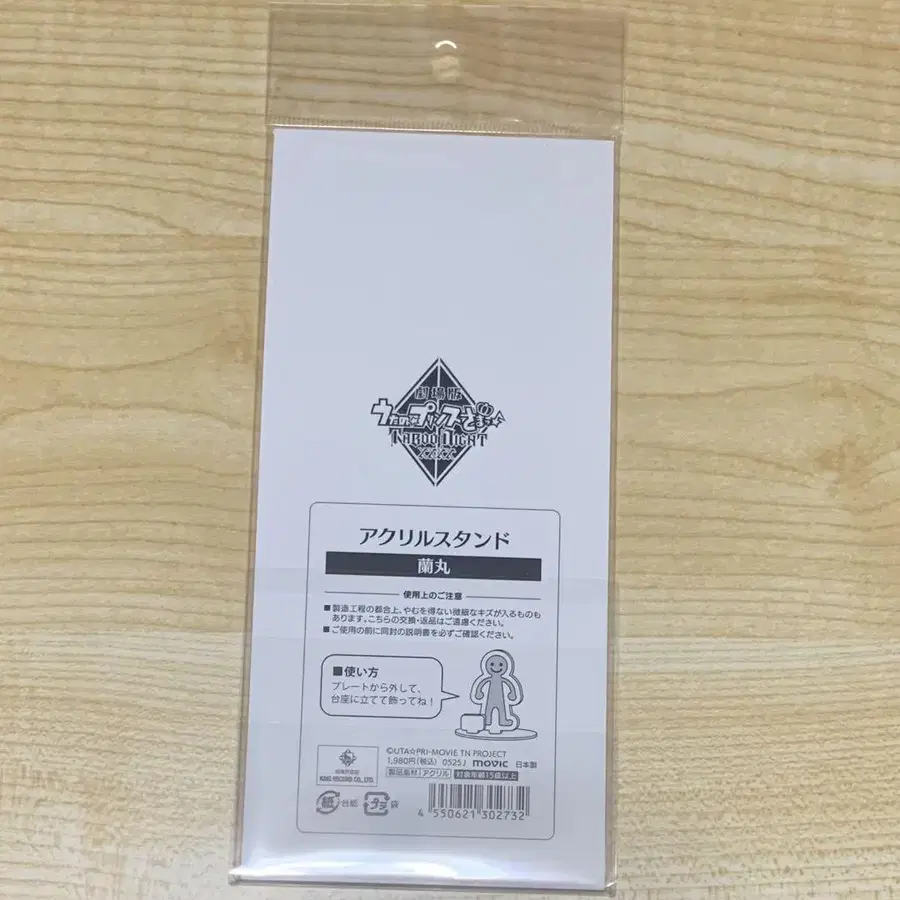 劇場版
うたの☆プリンスさまっ♪
TABOO NIGHT
XXXX
アクリルスタンド
蘭丸
使用上のご注意
■製造工程の都合上、やむを得ない微細なキズが入るものも
あります。こちらの交換・返品はご遠慮ください。
■ご使用の前に同封の説明書を必ずご確認ください。
■使い方
プレートから外して、
台座に立てて飾ってね!
©UTA☆PRI-MOVIE TN PROJECT
1,980円(税込) 0525J movic 日本製
KING RECORD CO., LTD.
製品素材 アクリル 対象年齢15歳以上
紙 台紙 プラ 袋
4 550621 302732